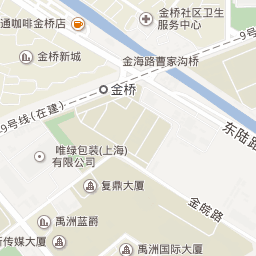 通咖啡金桥店
金桥社区卫生
服务中心
金桥新城
金海路曹家沟桥
9号
金桥
9号线(在建)
东陆路
唯绿包装(上海)
有限公司
复鼎大厦
金皖路
禹洲蓝爵
新传媒大厦
禹洲国际大厦